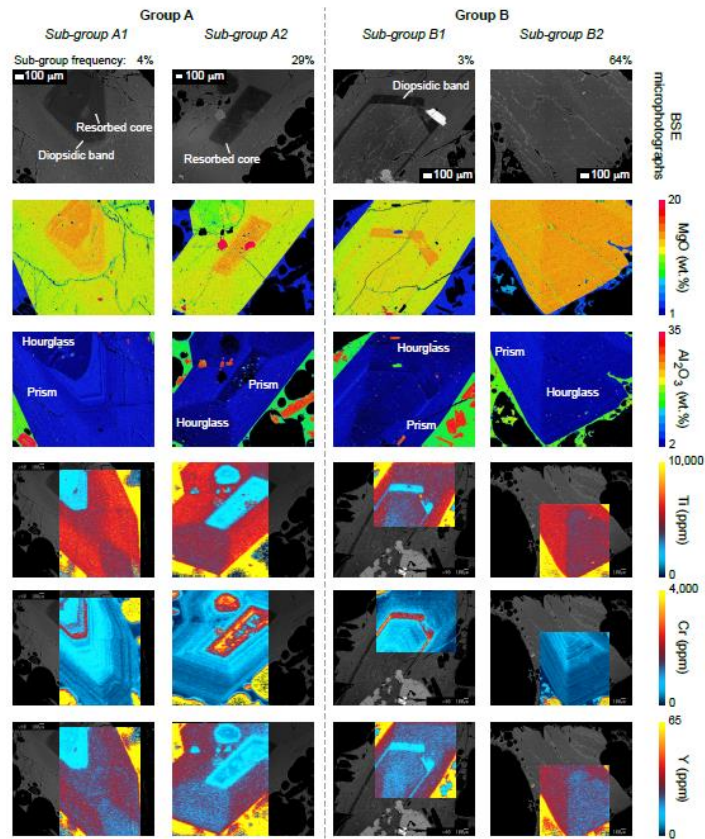 Group A
Group B
Sub-group A1
Sub-group A2
Sub-group B1
Sub-group B2
Sub-group frequency: 4%
29%
3%
64%
100 µm
Resorbed core
Diopsidic band
100 µm
Resorbed core
Diopsidic band
100 µm
100 µm
BSE
microphotographs
20
MgO (wt.%)
1
Hourglass
Prism
Prism
Hourglass
Hourglass
Prism
Prism
Hourglass
35
Al2O3 (wt.%)
2
10,000
Ti (ppm)
0
4,000
Cr (ppm)
0
65
Y (ppm)
0